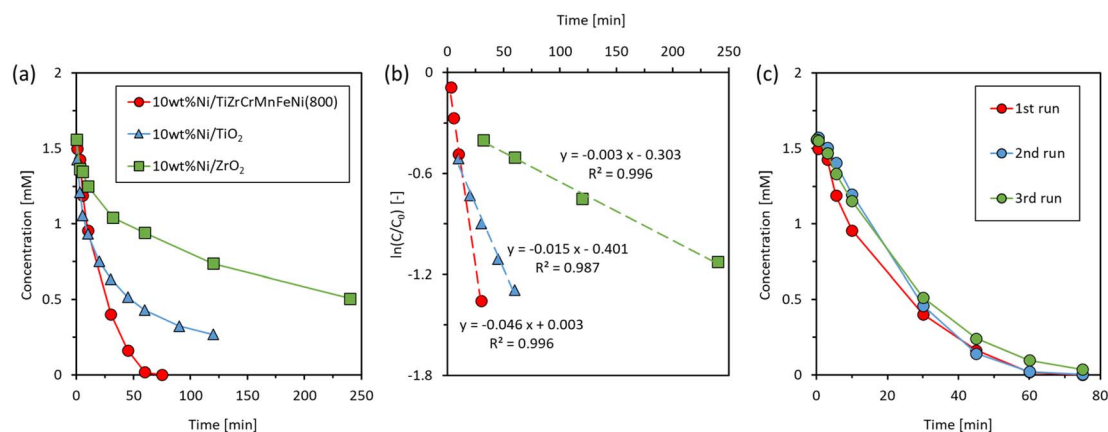 (a)
2
1.5
1
0.5
0
Concentration [mM]
0 50 100 150 200 250
Time [min]
10wt%Ni/TiZrCrMnFeNi(800)
10wt%Ni/TiO₂
10wt%Ni/ZrO₂
Time [min]
0 50 100 150 200 250
(b)
0
-0.6
-1.2
-1.8
ln(C/C₀) [-]
y = -0.003 x - 0.303
R² = 0.996
y = -0.015 x - 0.401
R² = 0.987
y = -0.046 x + 0.003
R² = 0.996
(c)
2
1.5
1
0.5
0
Concentration [mM]
0 20 40 60 80
Time [min]
1st run
2nd run
3rd run